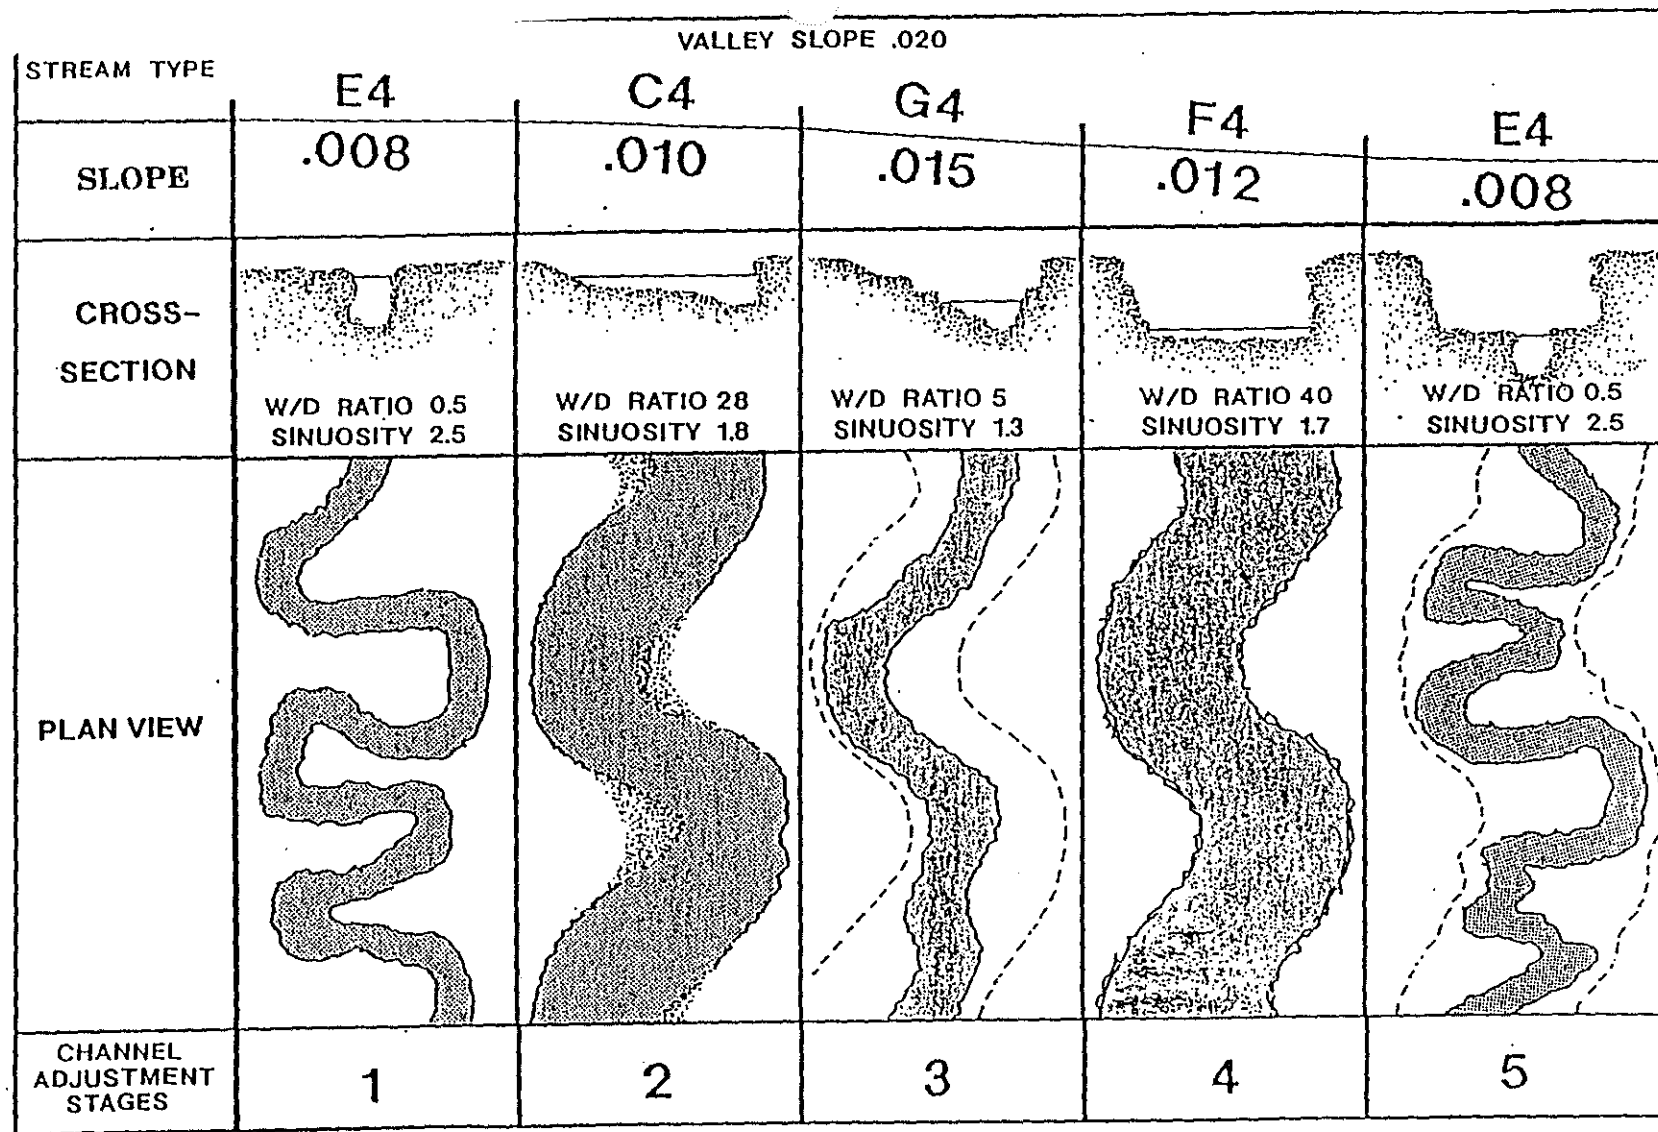 VALLEY SLOPE .020
STREAM TYPE
E4
C4
G4
F4
E4
SLOPE
.008
.010
.015
.012
.008
CROSS-
SECTION
W/D RATIO 0.5
SINUOSITY 2.5
W/D RATIO 28
SINUOSITY 1.8
W/D RATIO 5
SINUOSITY 1.3
W/D RATIO 40
SINUOSITY 1.7
W/D RATIO 0.5
SINUOSITY 2.5
PLAN VIEW
CHANNEL
ADJUSTMENT
STAGES
1
2
3
4
5